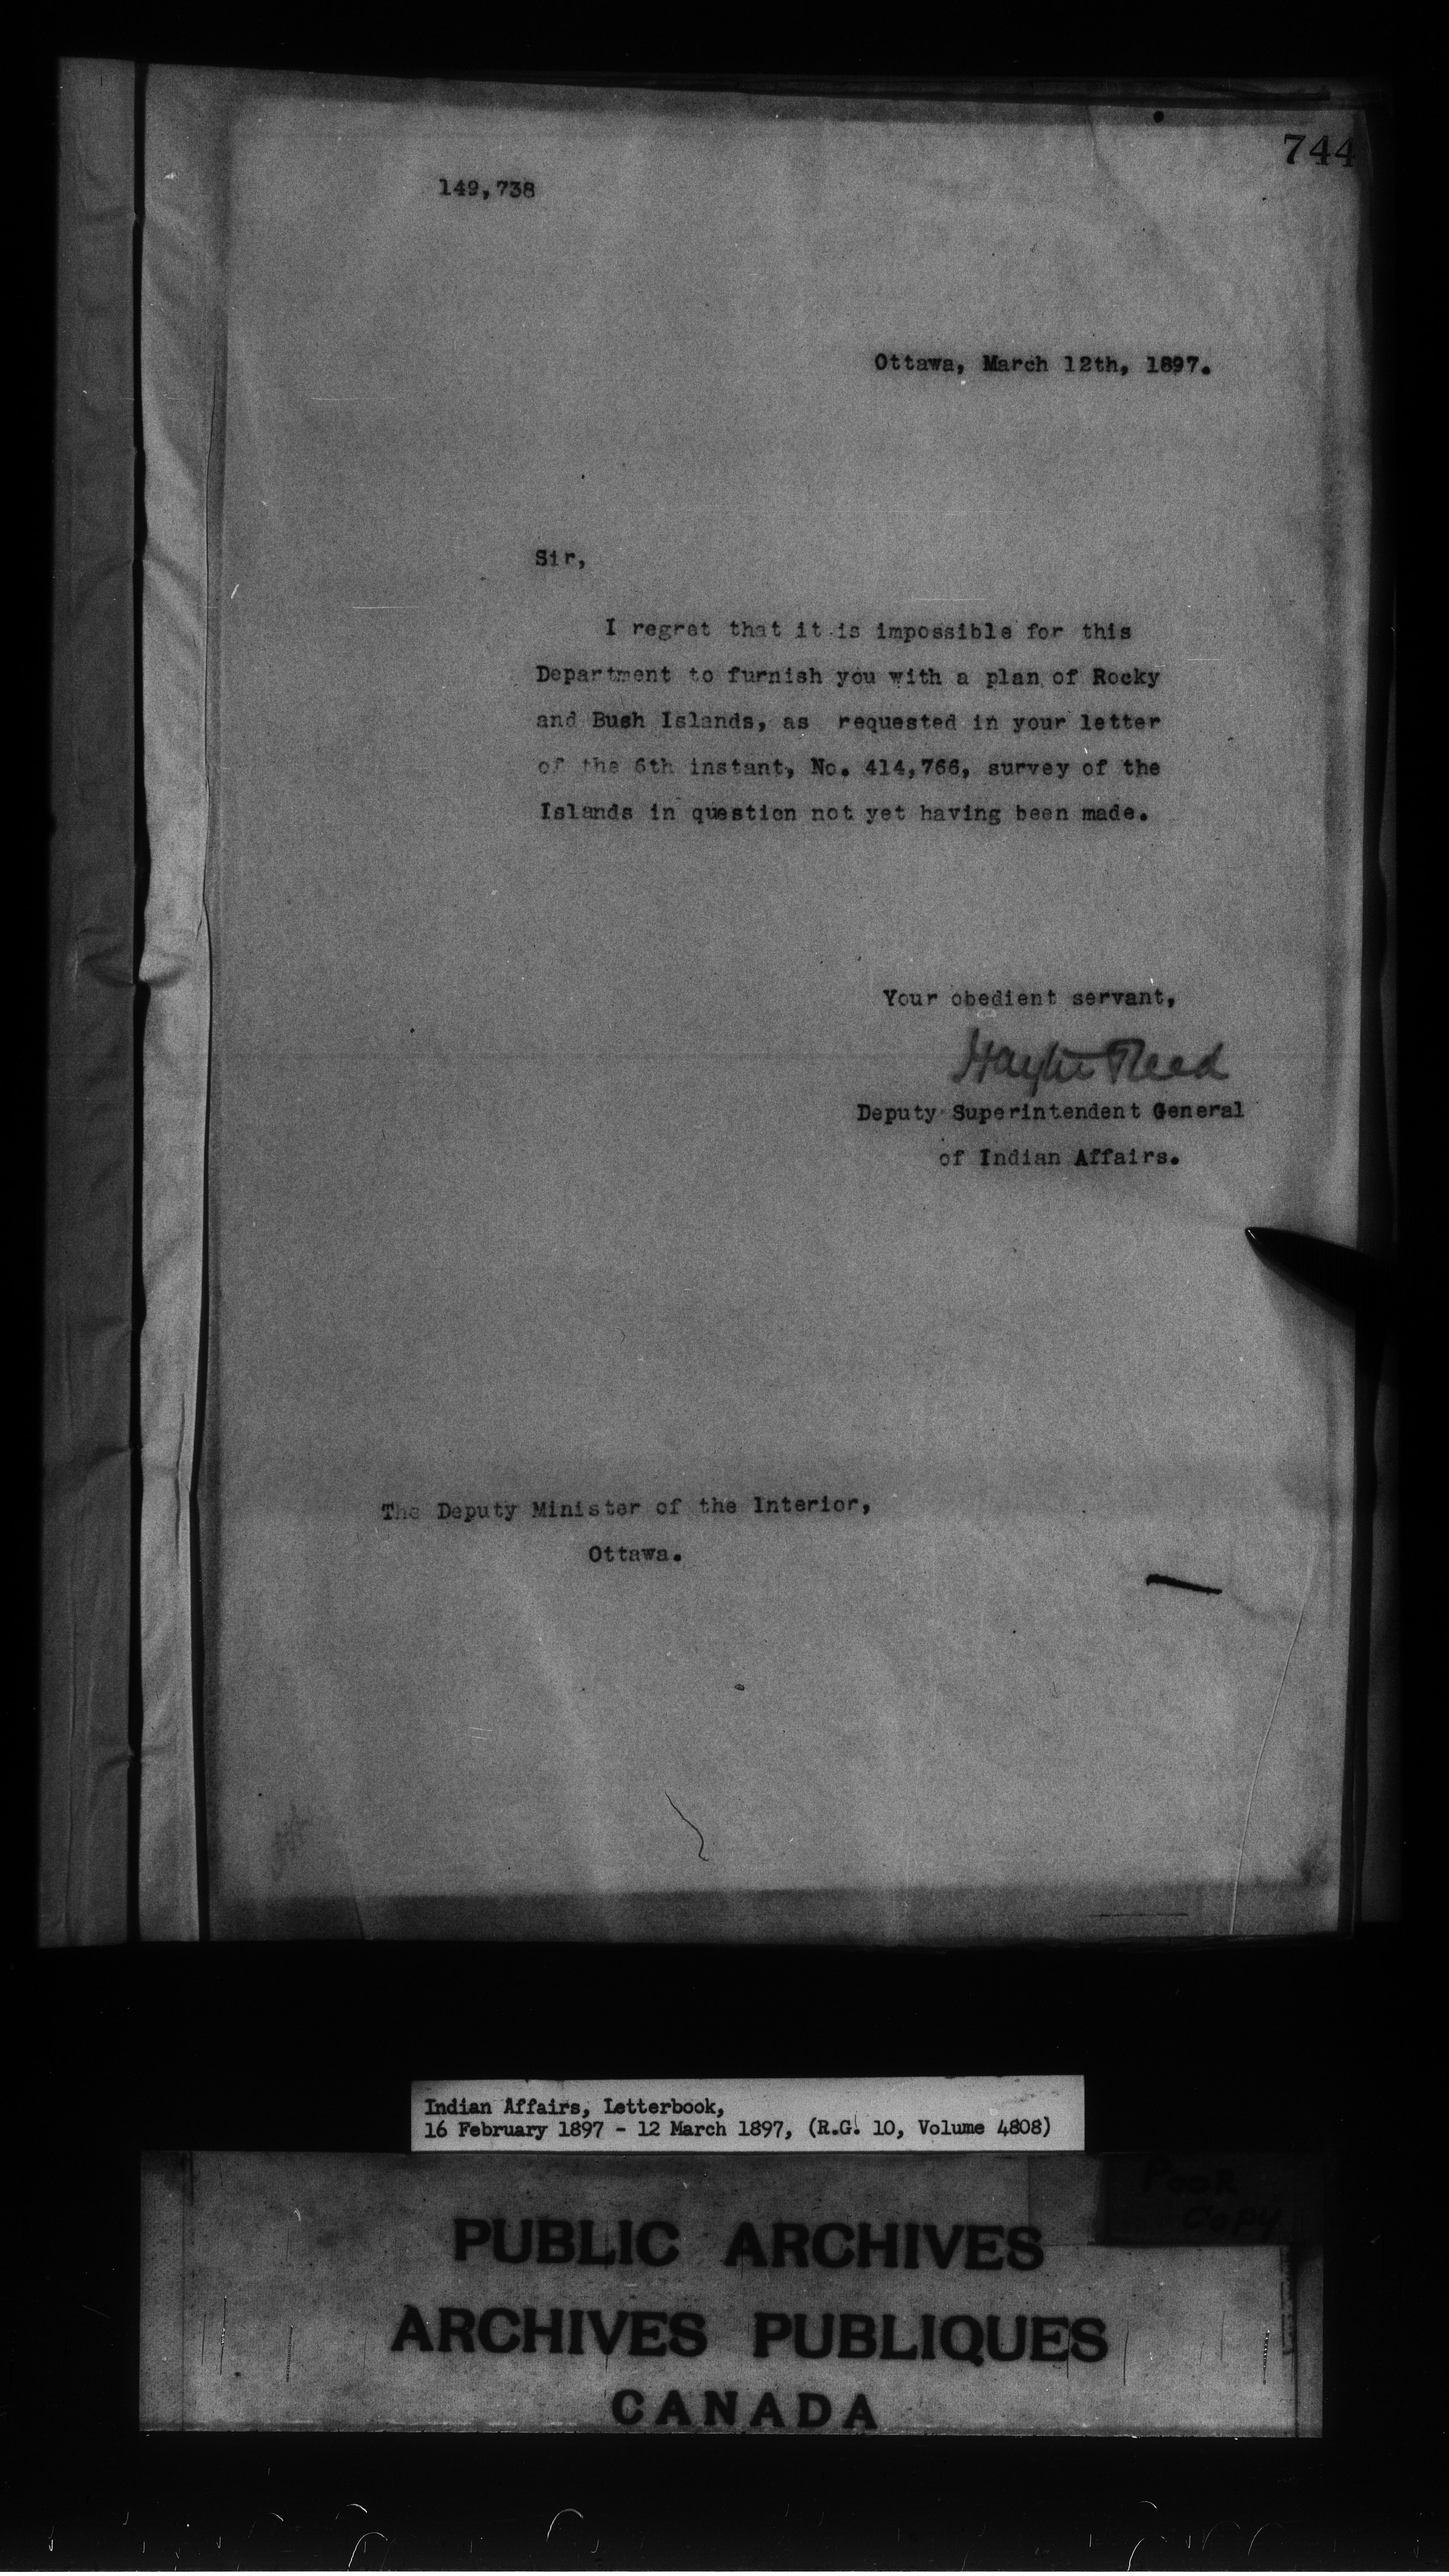 744
149,738
Ottawa, March 12th, 1897.
Sir,
I regret that it is impossible for this
Department to furnish you with a plan of Rocky
and Bush Islands, as requested in your letter
of the 6th instant, No. 414,766, survey of the
Islands in question not yet having been made.
Your obedient servant,
Hayter Reed
Deputy Superintendent General
of Indian Affairs.
The Deputy Minister of the Interior,
Ottawa.
Indian Affairs, Letterbook,
16 February 1897 - 12 March 1897, (R.G. 10, Volume 4808)
Poor
Copy
PUBLIC ARCHIVES
ARCHIVES PUBLIQUES
CANADA